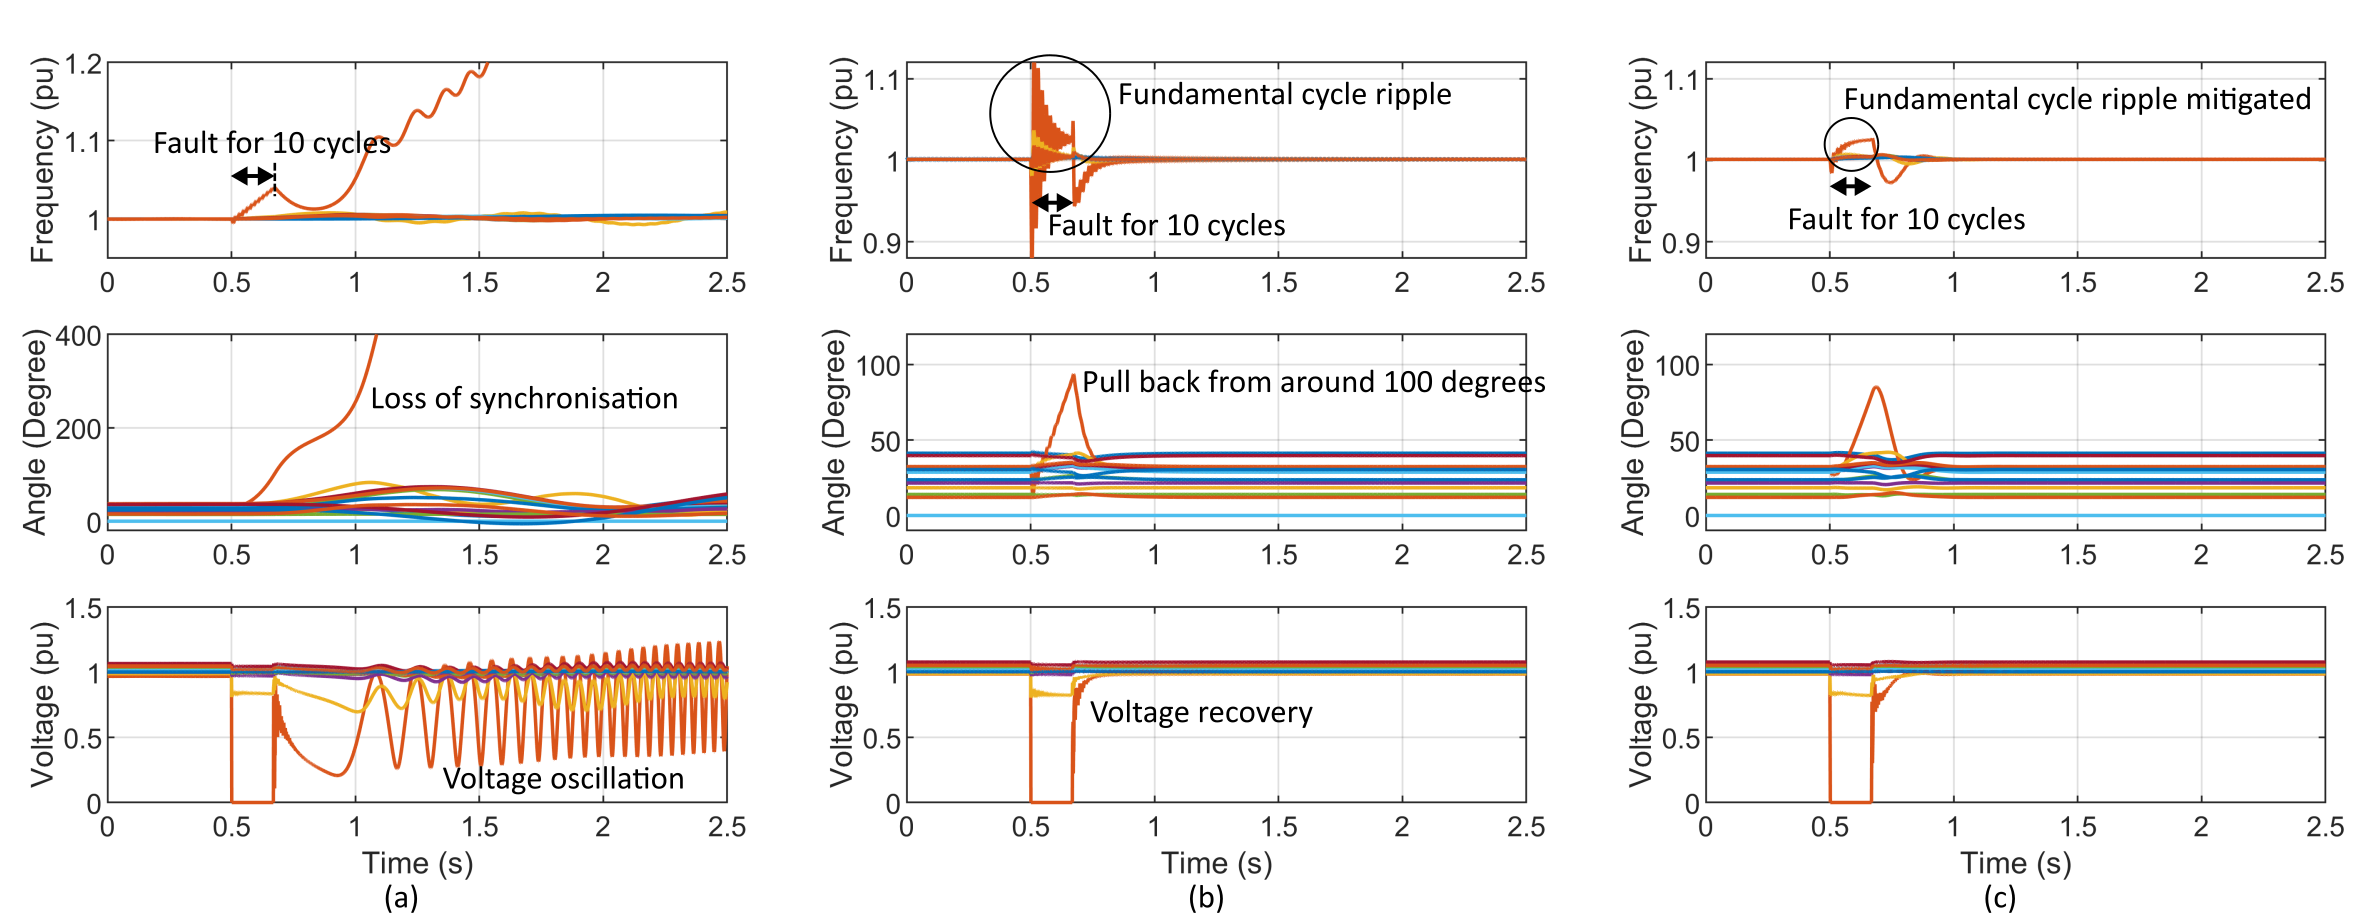 1.2
1.1
1
Frequency (pu)
Fault for 10 cycles
0 0.5 1 1.5 2 2.5
400
200
0
Angle (Degree)
Loss of synchronisation
0 0.5 1 1.5 2 2.5
1.5
1
0.5
0
Voltage (pu)
Voltage oscillation
0 0.5 1 1.5 2 2.5
Time (s)
(a)
1.1
1
0.9
Frequency (pu)
Fundamental cycle ripple
Fault for 10 cycles
0 0.5 1 1.5 2 2.5
100
50
0
Angle (Degree)
Pull back from around 100 degrees
0 0.5 1 1.5 2 2.5
1.5
1
0.5
0
Voltage (pu)
Voltage recovery
0 0.5 1 1.5 2 2.5
Time (s)
(b)
1.1
1
0.9
Frequency (pu)
Fundamental cycle ripple mitigated
Fault for 10 cycles
0 0.5 1 1.5 2 2.5
100
50
0
Angle (Degree)
0 0.5 1 1.5 2 2.5
1.5
1
0.5
0
Voltage (pu)
0 0.5 1 1.5 2 2.5
Time (s)
(c)